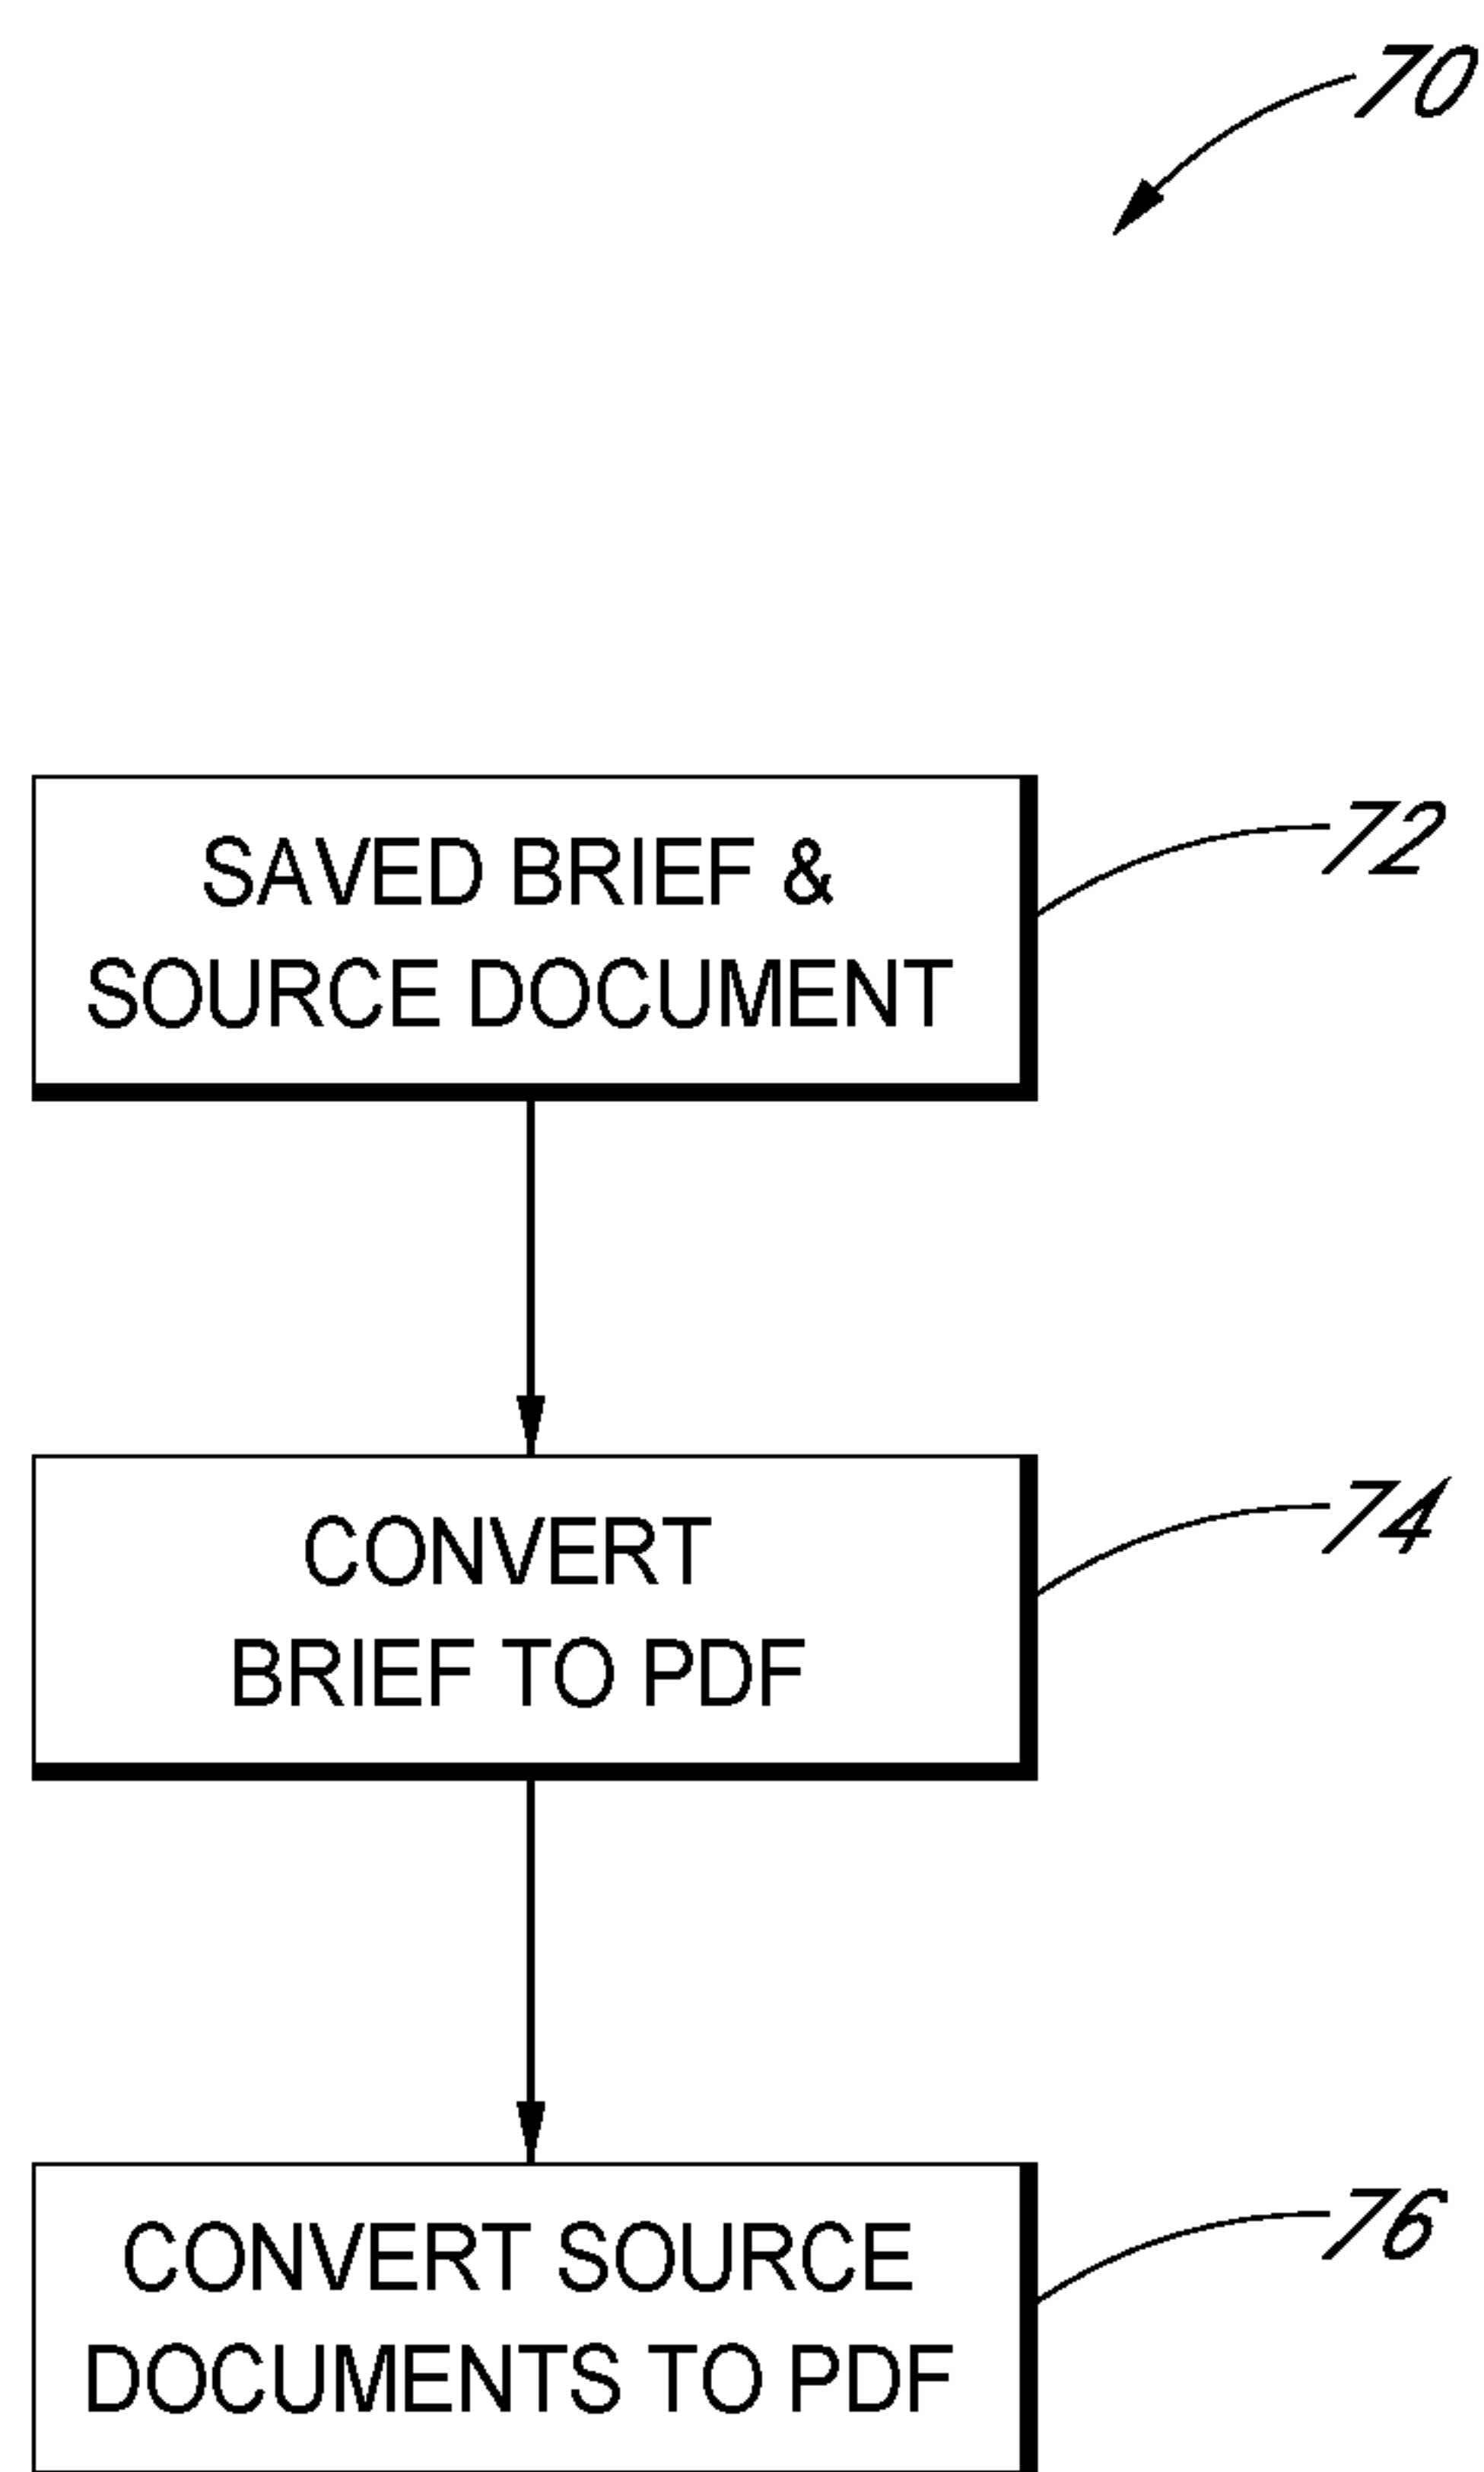 70
SAVED BRIEF &
SOURCE DOCUMENT
72
CONVERT
BRIEF TO PDF
74
CONVERT SOURCE
DOCUMENTS TO PDF
76